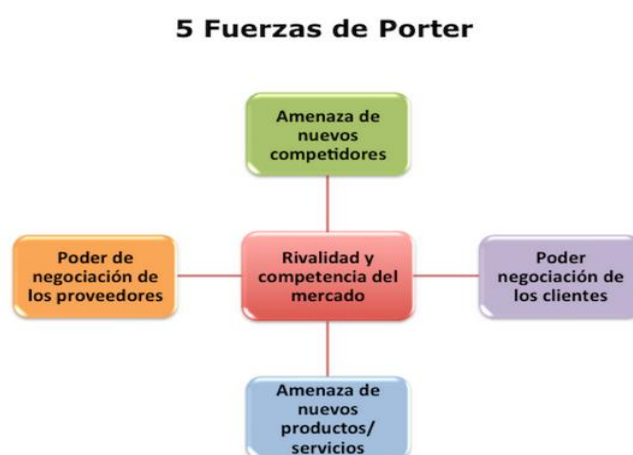 5 Fuerzas de Porter
Amenaza de
nuevos
competidores
Poder de
negociación de
los proveedores
Rivalidad y
competencia del
mercado
Poder
negociación de
los clientes
Amenaza de
nuevos
productos/
servicios